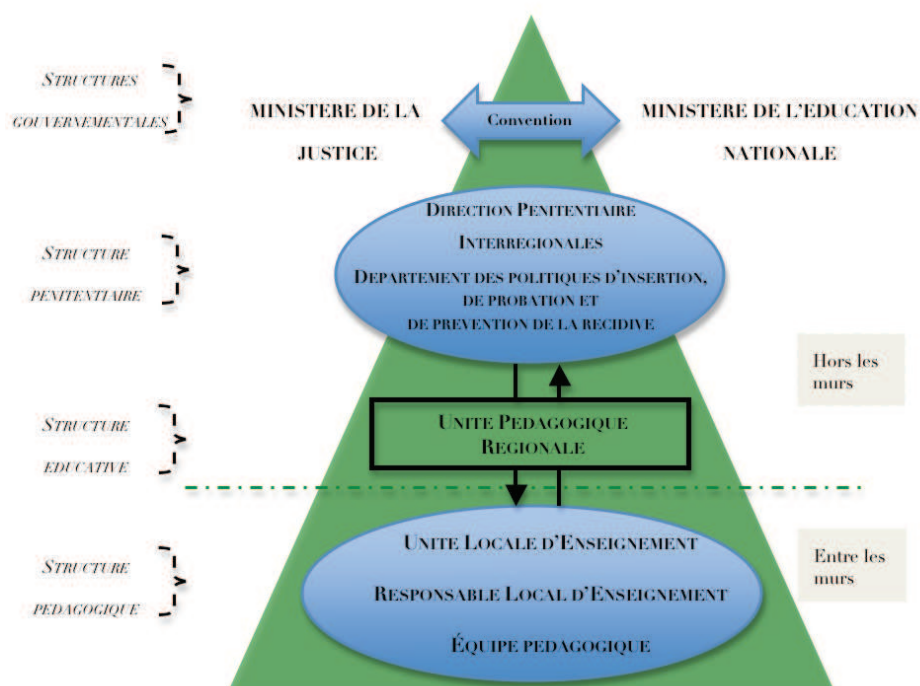 STRUCTURES
GOUVERNEMENTALES
MINISTERE DE LA
JUSTICE
Convention
MINISTERE DE L'EDUCATION
NATIONALE
STRUCTURE
PENITENTIAIRE
DIRECTION PENITENTIAIRE
INTERREGIONALES
DEPARTEMENT DES POLITIQUES D'INSERTION,
DE PROBATION ET
DE PREVENTION DE LA RECIDIVE
Hors les
murs
STRUCTURE
EDUCATIVE
UNITE PEDAGOGIQUE
REGIONALE
STRUCTURE
PEDAGOGIQUE
UNITE LOCALE D'ENSEIGNEMENT
RESPONSABLE LOCAL D'ENSEIGNEMENT
ÉQUIPE PEDAGOGIQUE
Entre les
murs